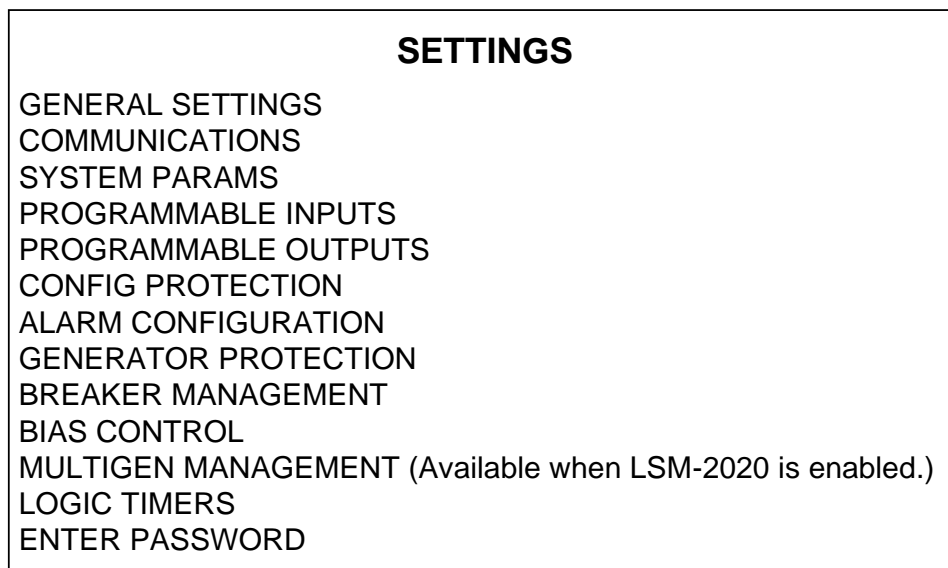 SETTINGS
GENERAL SETTINGS
COMMUNICATIONS
SYSTEM PARAMS
PROGRAMMABLE INPUTS
PROGRAMMABLE OUTPUTS
CONFIG PROTECTION
ALARM CONFIGURATION
GENERATOR PROTECTION
BREAKER MANAGEMENT
BIAS CONTROL
MULTIGEN MANAGEMENT (Available when LSM-2020 is enabled.)
LOGIC TIMERS
ENTER PASSWORD